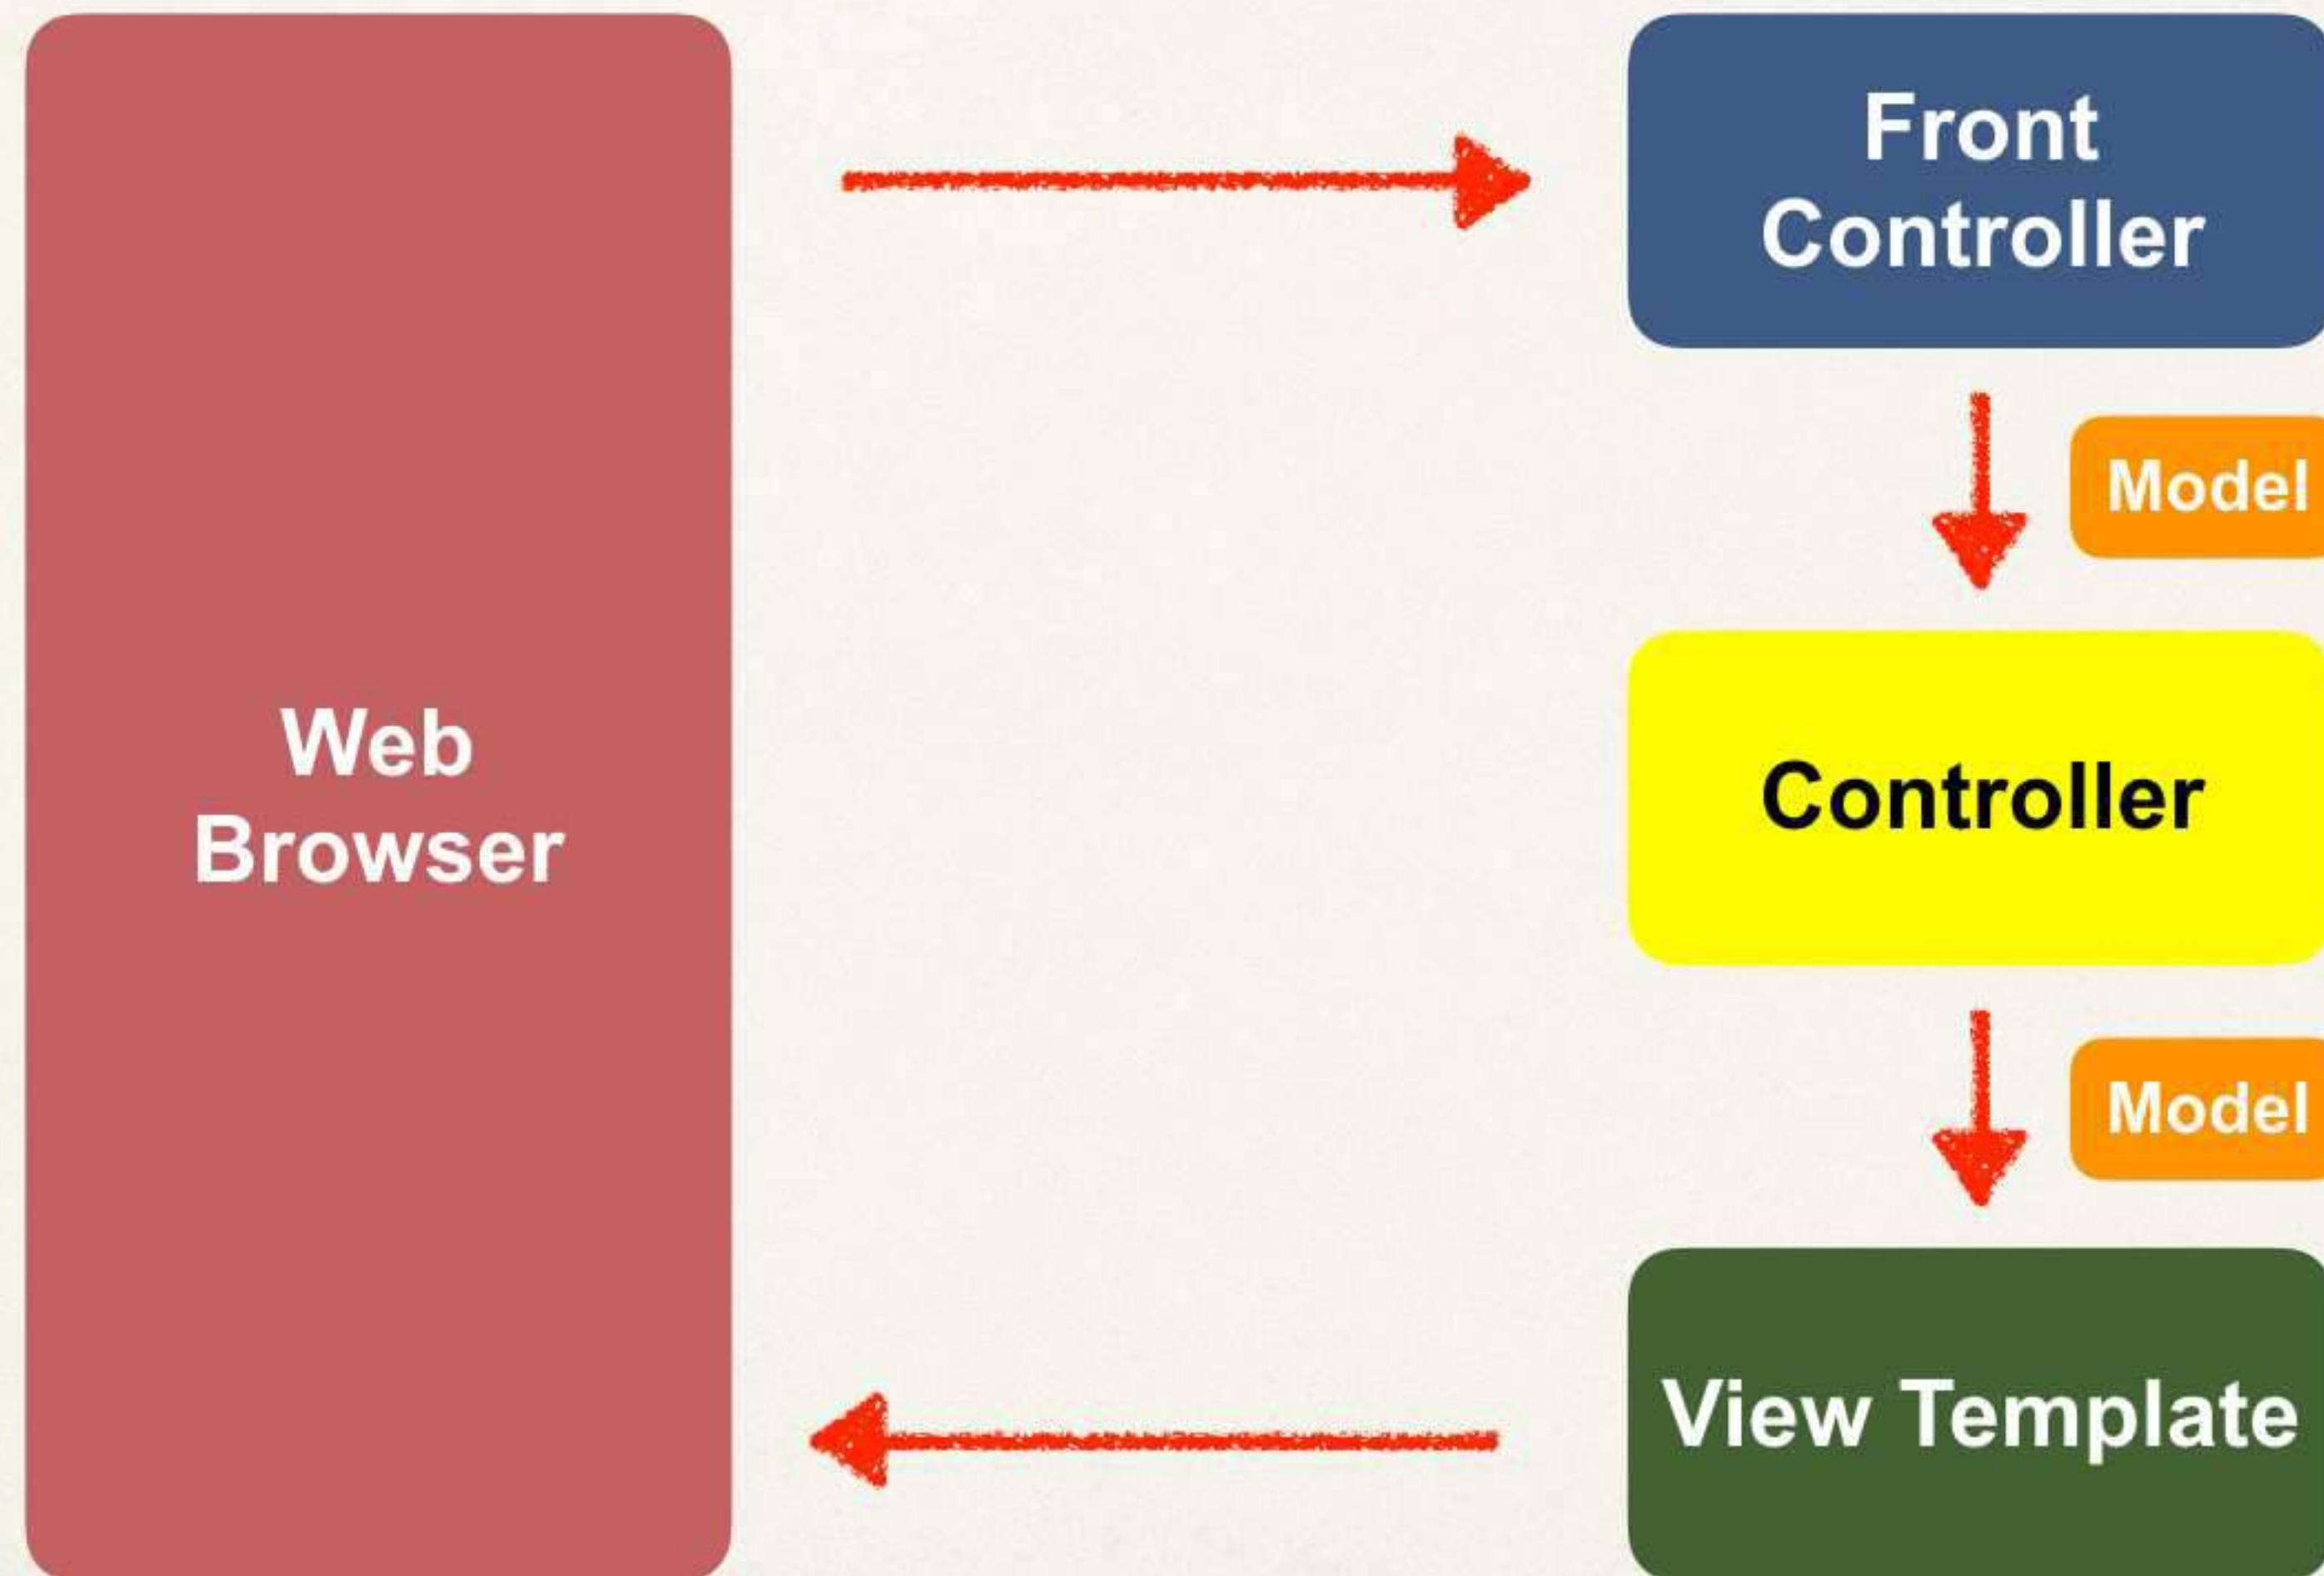 Web
Browser
Front
Controller
Model
Controller
Model
View Template